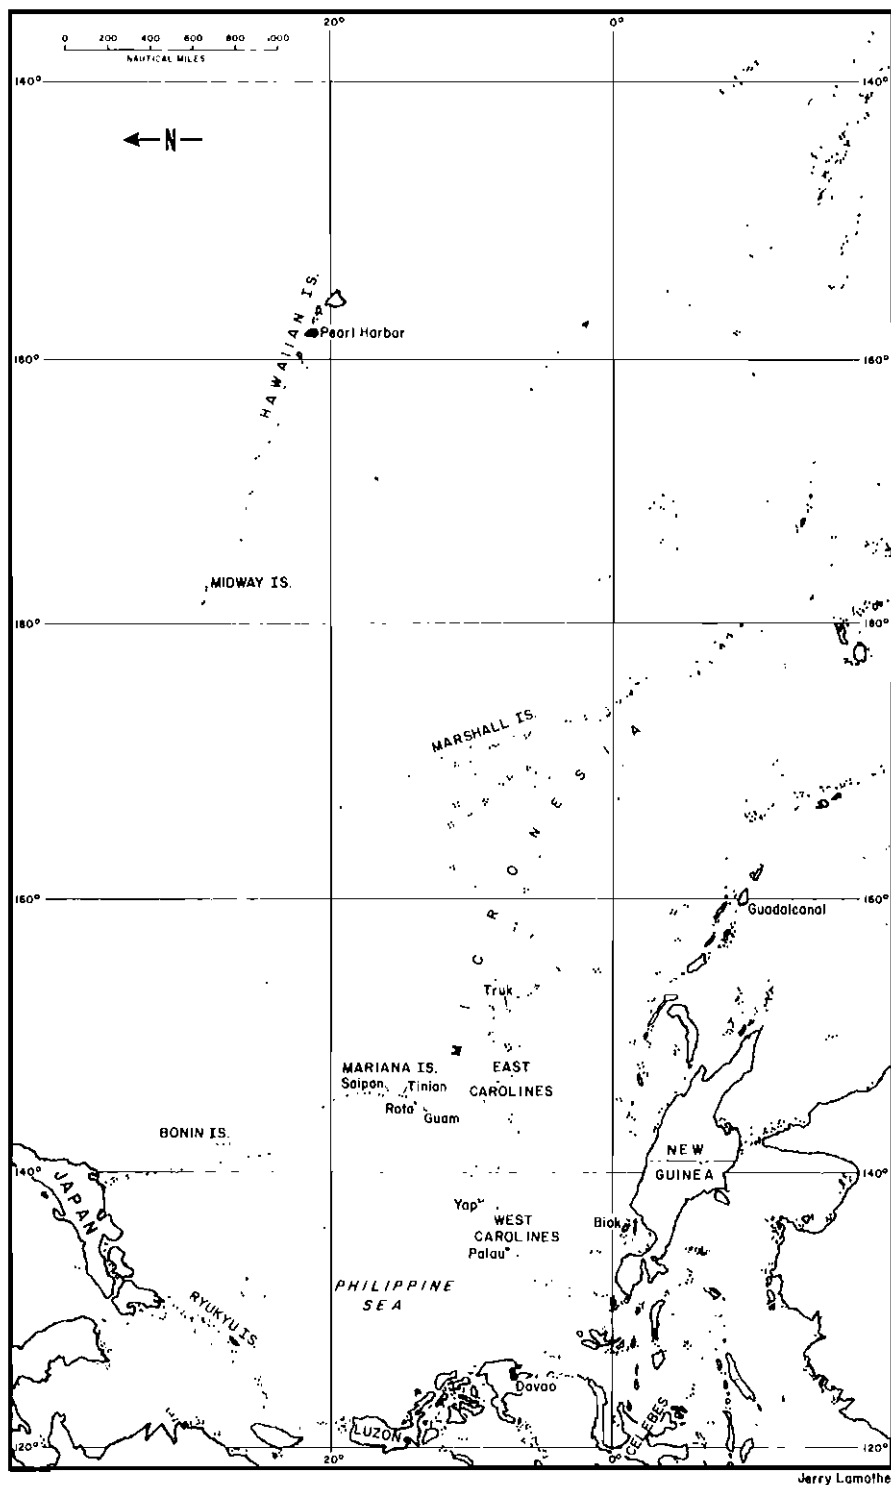 20° 0°
0 200 400 600 800 1000
NAUTICAL MILES
140° 140°
N
HAWAIIAN IS.
Pearl Harbor
160° 160°
MIDWAY IS.
180° 180°
MARSHALL IS.
MICRONESIA
160° 160°
Guadalcanal
Truk
MARIANA IS.
Saipan Tinian
Rota
Guam
EAST
CAROLINES
BONIN IS.
NEW
GUINEA
140° 140°
JAPAN
Yap
WEST
CAROLINES
Palau
Biok
RYUKYU IS.
PHILIPPINE
SEA
Davao
LUZON
CELEBES
120° 120°
20° 0°
Jerry Lamothe